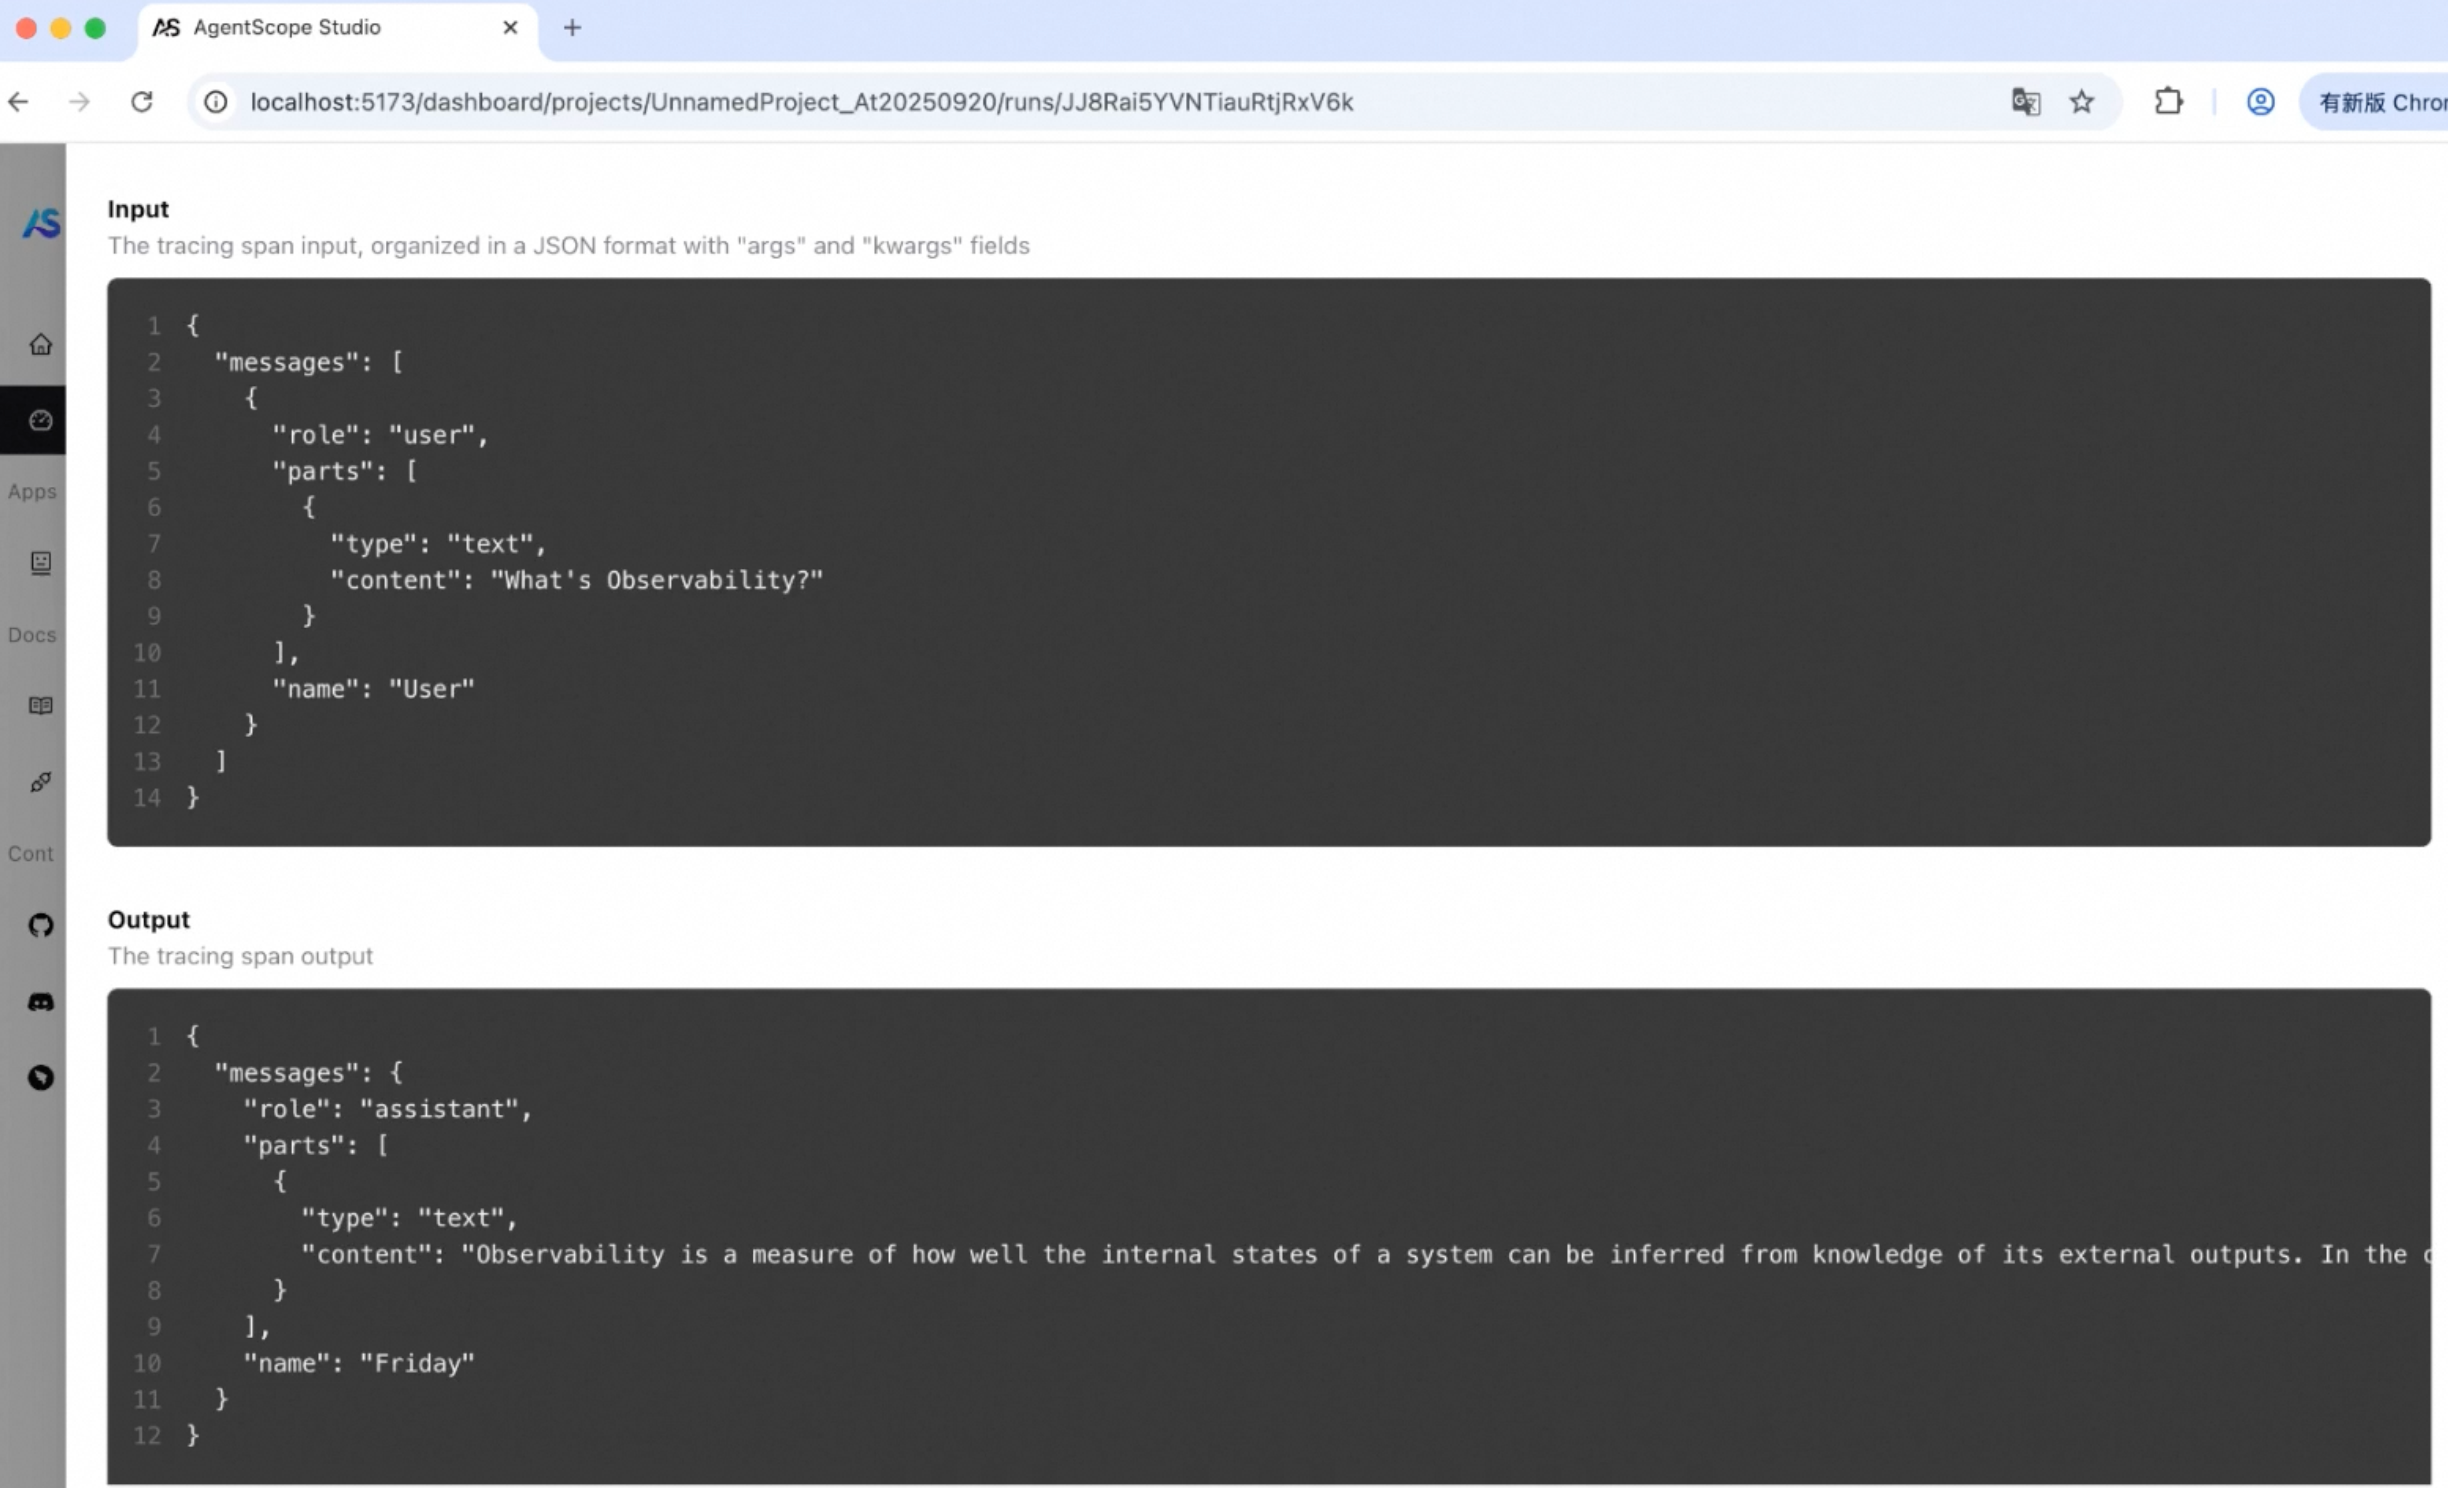 AS AgentScope Studio
localhost:5173/dashboard/projects/UnnamedProject_At20250920/runs/JJ8Rai5YVNTiauRtjRxV6k
有新版 Chror
AS
Apps
Docs
Cont
Input
The tracing span input, organized in a JSON format with "args" and "kwargs" fields
1 {
2   "messages": [
3     {
4       "role": "user",
5       "parts": [
6         {
7           "type": "text",
8           "content": "What's Observability?"
9         }
10       ],
11       "name": "User"
12     }
13   ]
14 }
Output
The tracing span output
1 {
2   "messages": {
3     "role": "assistant",
4     "parts": [
5       {
6         "type": "text",
7         "content": "Observability is a measure of how well the internal states of a system can be inferred from knowledge of its external outputs. In the
8       }
9     ],
10     "name": "Friday"
11   }
12 }